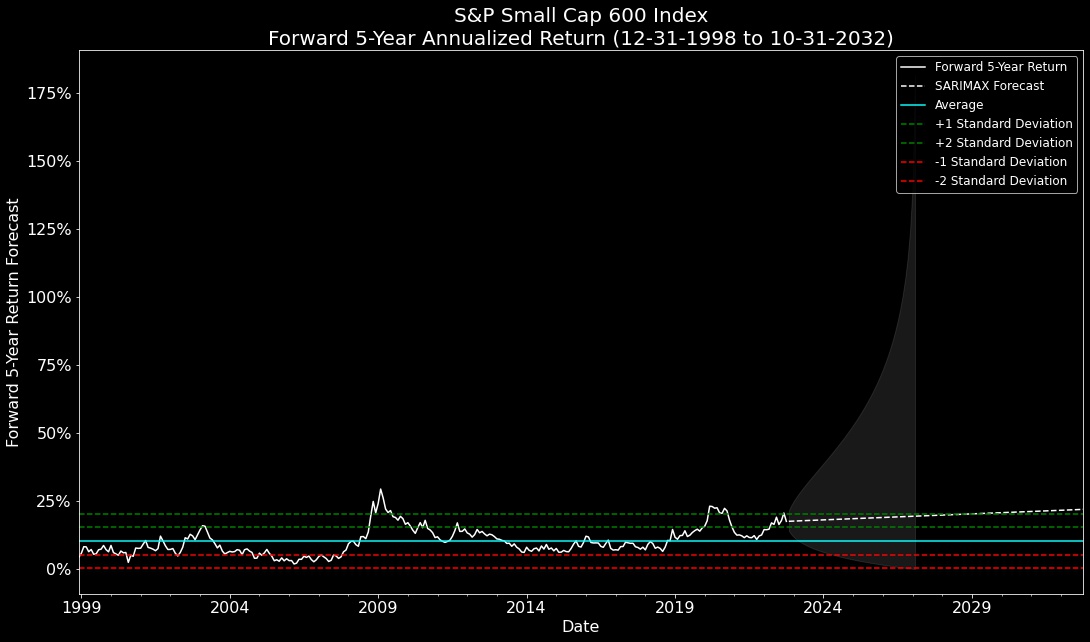 S&P Small Cap 600 Index
Forward 5-Year Annualized Return (12-31-1998 to 10-31-2032)
Forward 5-Year Return
SARIMAX Forecast
Average
+1 Standard Deviation
+2 Standard Deviation
-1 Standard Deviation
-2 Standard Deviation
Forward 5-Year Return Forecast
175%
150%
125%
100%
75%
50%
25%
0%
1999 2004 2009 2014 2019 2024 2029
Date